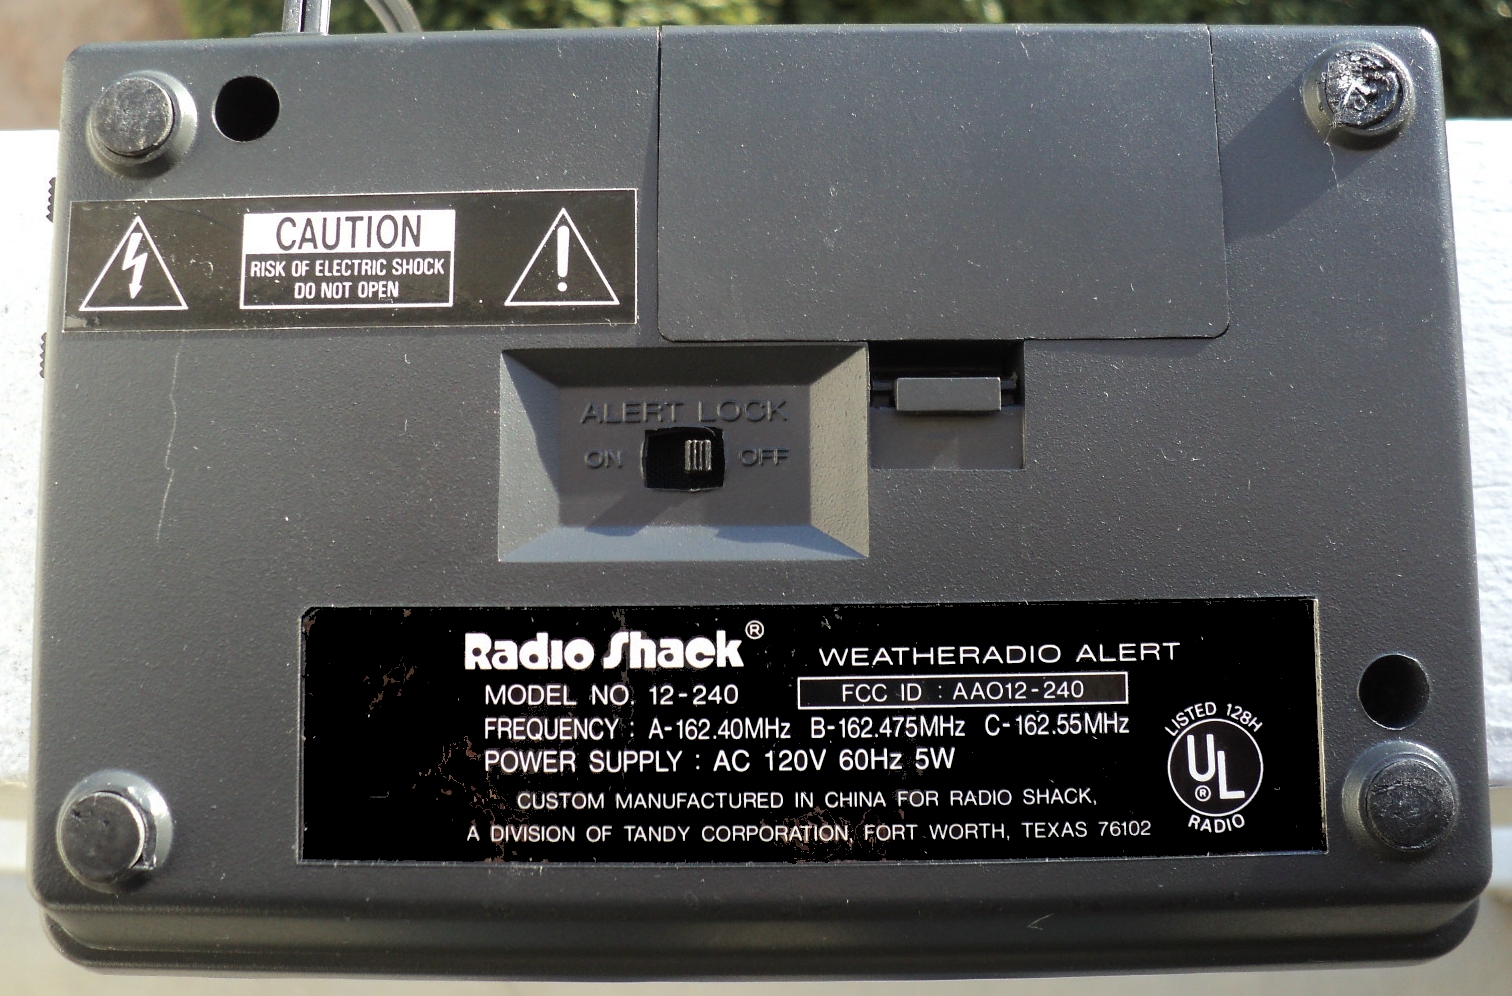 CAUTION
RISK OF ELECTRIC SHOCK
DO NOT OPEN
ALERT LOCK
ON OFF
Radio Shack®
WEATHERADIO ALERT
MODEL NO. 12-240
FCC ID : AAO12-240
FREQUENCY : A-162.40MHz B-162.475MHz C-162.55MHz
POWER SUPPLY : AC 120V 60Hz 5W
CUSTOM MANUFACTURED IN CHINA FOR RADIO SHACK,
A DIVISION OF TANDY CORPORATION, FORT WORTH, TEXAS 76102
LISTED 128H
UL®
RADIO